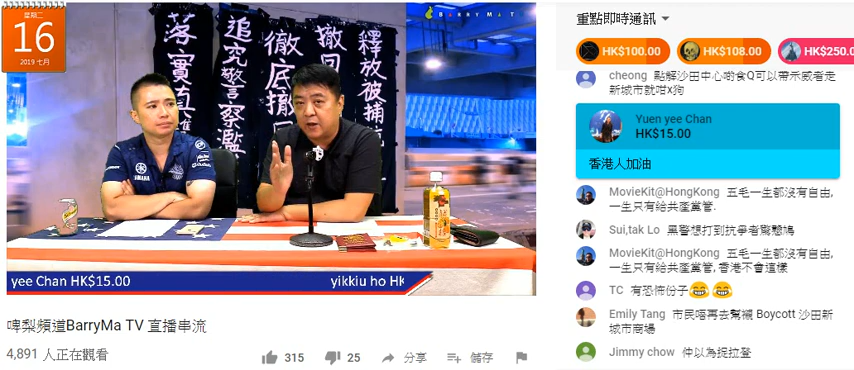 星期二
16
2019 七月
BARRYMA TV
落實真
追究警察濫
徹底撤
撤回
釋放被捕
YAMAHA
yee Chan HK$15.00
yikkiu ho HK
啤梨頻道BarryMa TV 直播串流
4,891 人正在觀看
315
25
分享
儲存
重點即時通訊
HK$100.00
HK$108.00
HK$250.0
cheong 點解沙田中心啲食Q可以帶示威者走
新城市就咁x狗
Yuen yee Chan
HK$15.00
香港人加油
MovieKit@HongKong 五毛一生都沒有自由,
一生只有給共產黨管.
Sui,tak Lo 黑警想打到抗爭者驚戇鳩
MovieKit@HongKong 五毛一生都沒有自由,
一生只有給共產黨管, 香港不會這樣
TC 有恐怖份子😂 😂
Emily Tang 市民唔再去幫襯 Boycott 沙田新
城市商場
Jimmy chow 仲以為捉拉登